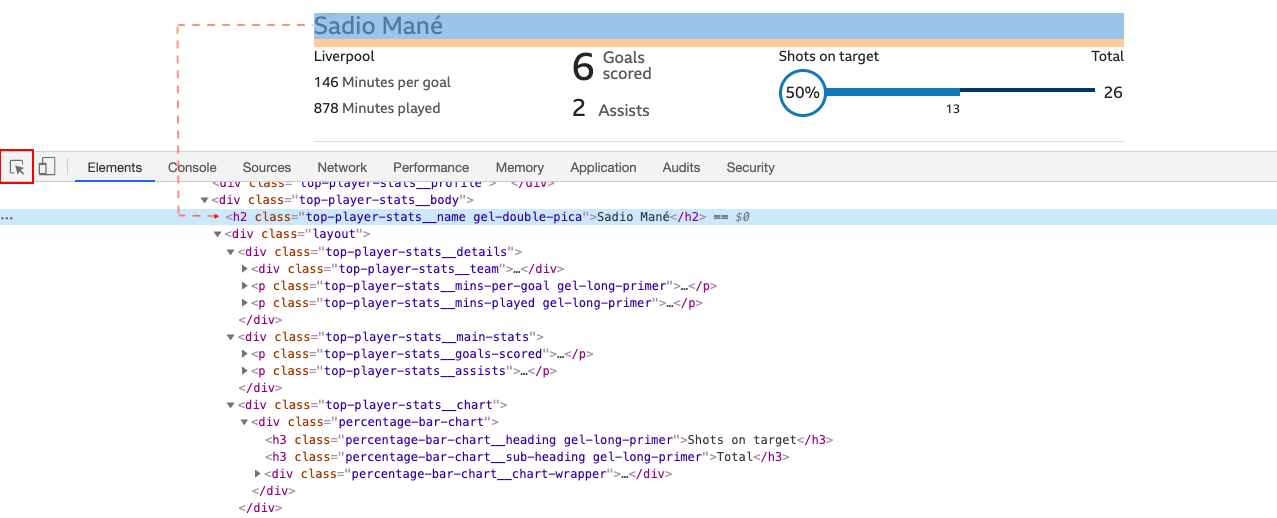 Sadio Mané
Liverpool
146 Minutes per goal
878 Minutes played
6 Goals scored
2 Assists
Shots on target Total
50% 26
13
Elements Console Sources Network Performance Memory Application Audits Security
<div class="top-player-stats__profile"> </div>
▼<div class="top-player-stats__body">
... <h2 class="top-player-stats__name gel-double-pica">Sadio Mané</h2> == $0
▼<div class="layout">
▼<div class="top-player-stats__details">
▶<div class="top-player-stats__team">…</div>
▶<p class="top-player-stats__mins-per-goal gel-long-primer">…</p>
▶<p class="top-player-stats__mins-played gel-long-primer">…</p>
</div>
▼<div class="top-player-stats__main-stats">
▶<p class="top-player-stats__goals-scored">…</p>
▶<p class="top-player-stats__assists">…</p>
</div>
▼<div class="top-player-stats__chart">
▼<div class="percentage-bar-chart">
<h3 class="percentage-bar-chart__heading gel-long-primer">Shots on target</h3>
<h3 class="percentage-bar-chart__sub-heading gel-long-primer">Total</h3>
▶<div class="percentage-bar-chart__chart-wrapper">…</div>
</div>
</div>